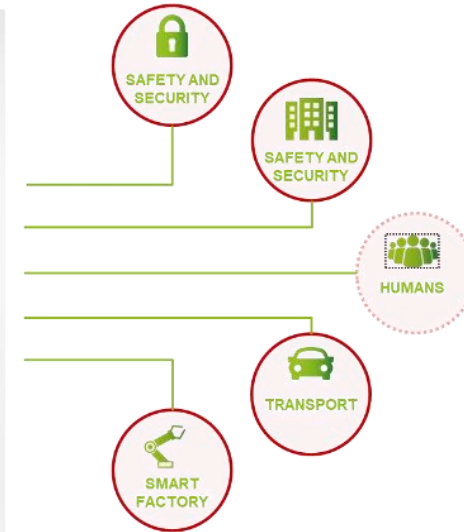 SAFETY AND
SECURITY
SAFETY AND
SECURITY
HUMANS
TRANSPORT
SMART
FACTORY